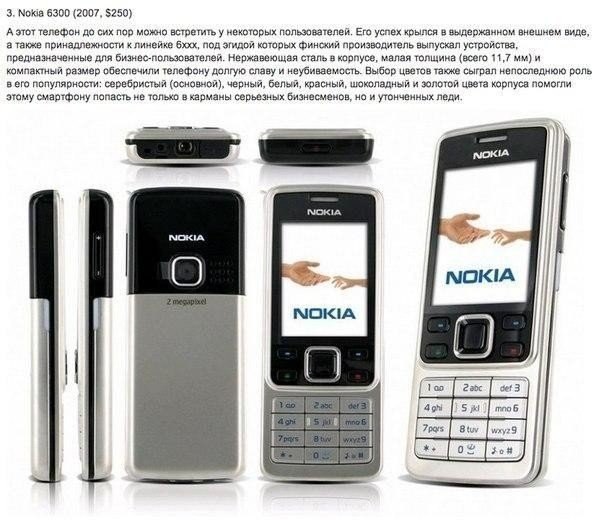 3. Nokia 6300 (2007, $250)
А этот телефон до сих пор можно встретить у некоторых пользователей. Его успех крылся в выдержанном внешнем виде,
а также принадлежности к линейке 6xxx, под эгидой которых финский производитель выпускал устройства,
предназначенные для бизнес-пользователей. Нержавеющая сталь в корпусе, малая толщина (всего 11,7 мм) и
компактный размер обеспечили телефону долгую славу и неубиваемость. Выбор цветов также сыграл непоследнюю роль
в его популярности: серебристый (основной), черный, белый, красный, шоколадный и золотой цвета корпуса помогли
этому смартфону попасть не только в карманы серьезных бизнесменов, но и утонченных леди.
NOKIA
2 megapixel
NOKIA
NOKIA
1
2 abc
def 3
4 ghi
5 jkl
mno 6
7 pqrs
8 tuv
wxyz 9
* +
0
#
NOKIA
NOKIA
1
2 abc
def 3
4 ghi
5 jkl
mno 6
7 pqrs
8 tuv
wxyz 9
* +
0
#